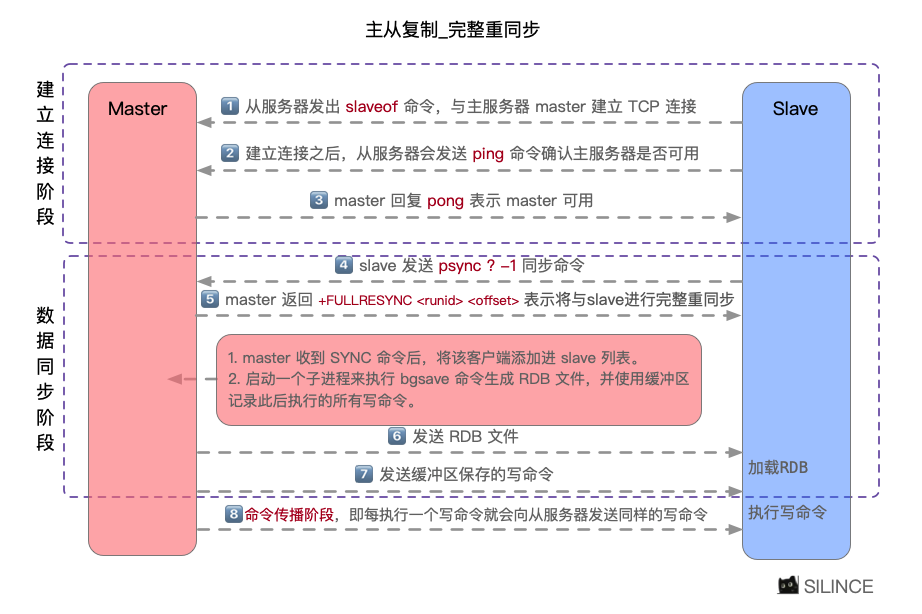 主从复制_完整重同步
建立连接阶段
Master
Slave
1 从服务器发出 slaveof 命令，与主服务器 master 建立 TCP 连接
2 建立连接之后，从服务器会发送 ping 命令确认主服务器是否可用
3 master 回复 pong 表示 master 可用
数据同步阶段
4 slave 发送 psync ? −1 同步命令
5 master 返回 +FULLRESYNC <runid> <offset> 表示将与slave进行完整重同步
1. master 收到 SYNC 命令后，将该客户端添加进 slave 列表。
2. 启动一个子进程来执行 bgsave 命令生成 RDB 文件，并使用缓冲区
记录此后执行的所有写命令。
6 发送 RDB 文件
加载RDB
7 发送缓冲区保存的写命令
8 命令传播阶段，即每执行一个写命令就会向从服务器发送同样的写命令
执行写命令
SILINCE